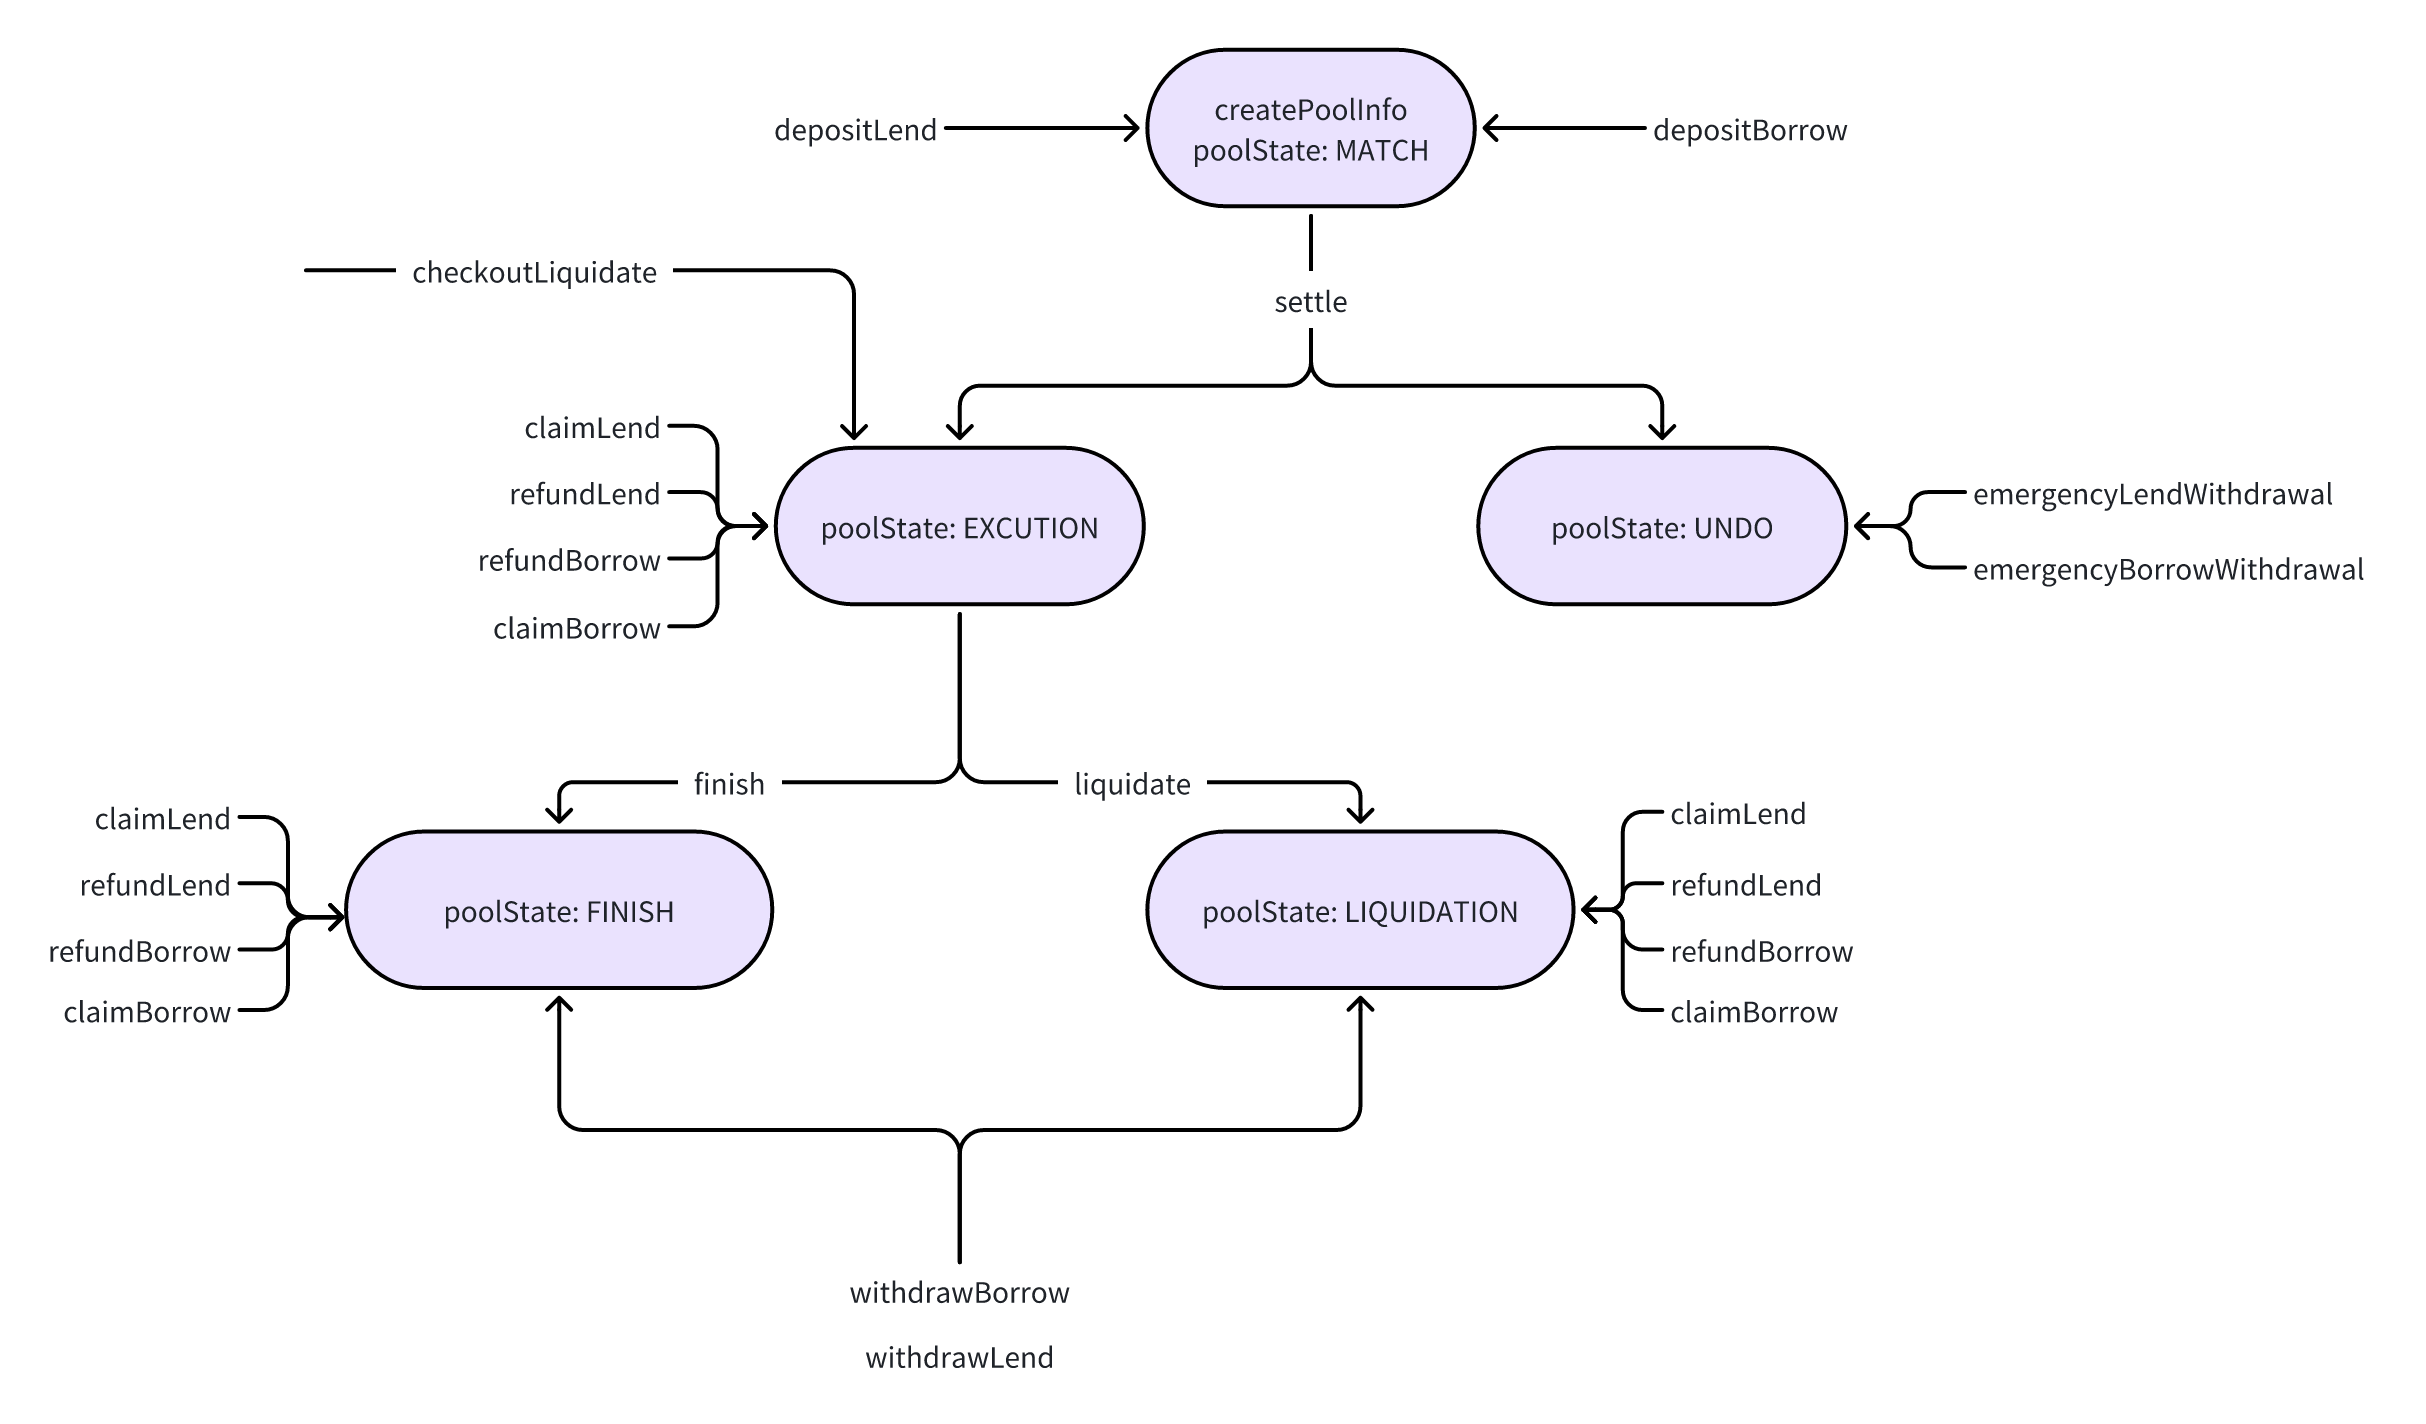 createPoolInfo
poolState: MATCH
depositLend
depositBorrow
checkoutLiquidate
settle
claimLend
refundLend
refundBorrow
claimBorrow
poolState: EXCUTION
poolState: UNDO
emergencyLendWithdrawal
emergencyBorrowWithdrawal
finish
liquidate
claimLend
refundLend
refundBorrow
claimBorrow
poolState: FINISH
poolState: LIQUIDATION
claimLend
refundLend
refundBorrow
claimBorrow
withdrawBorrow
withdrawLend